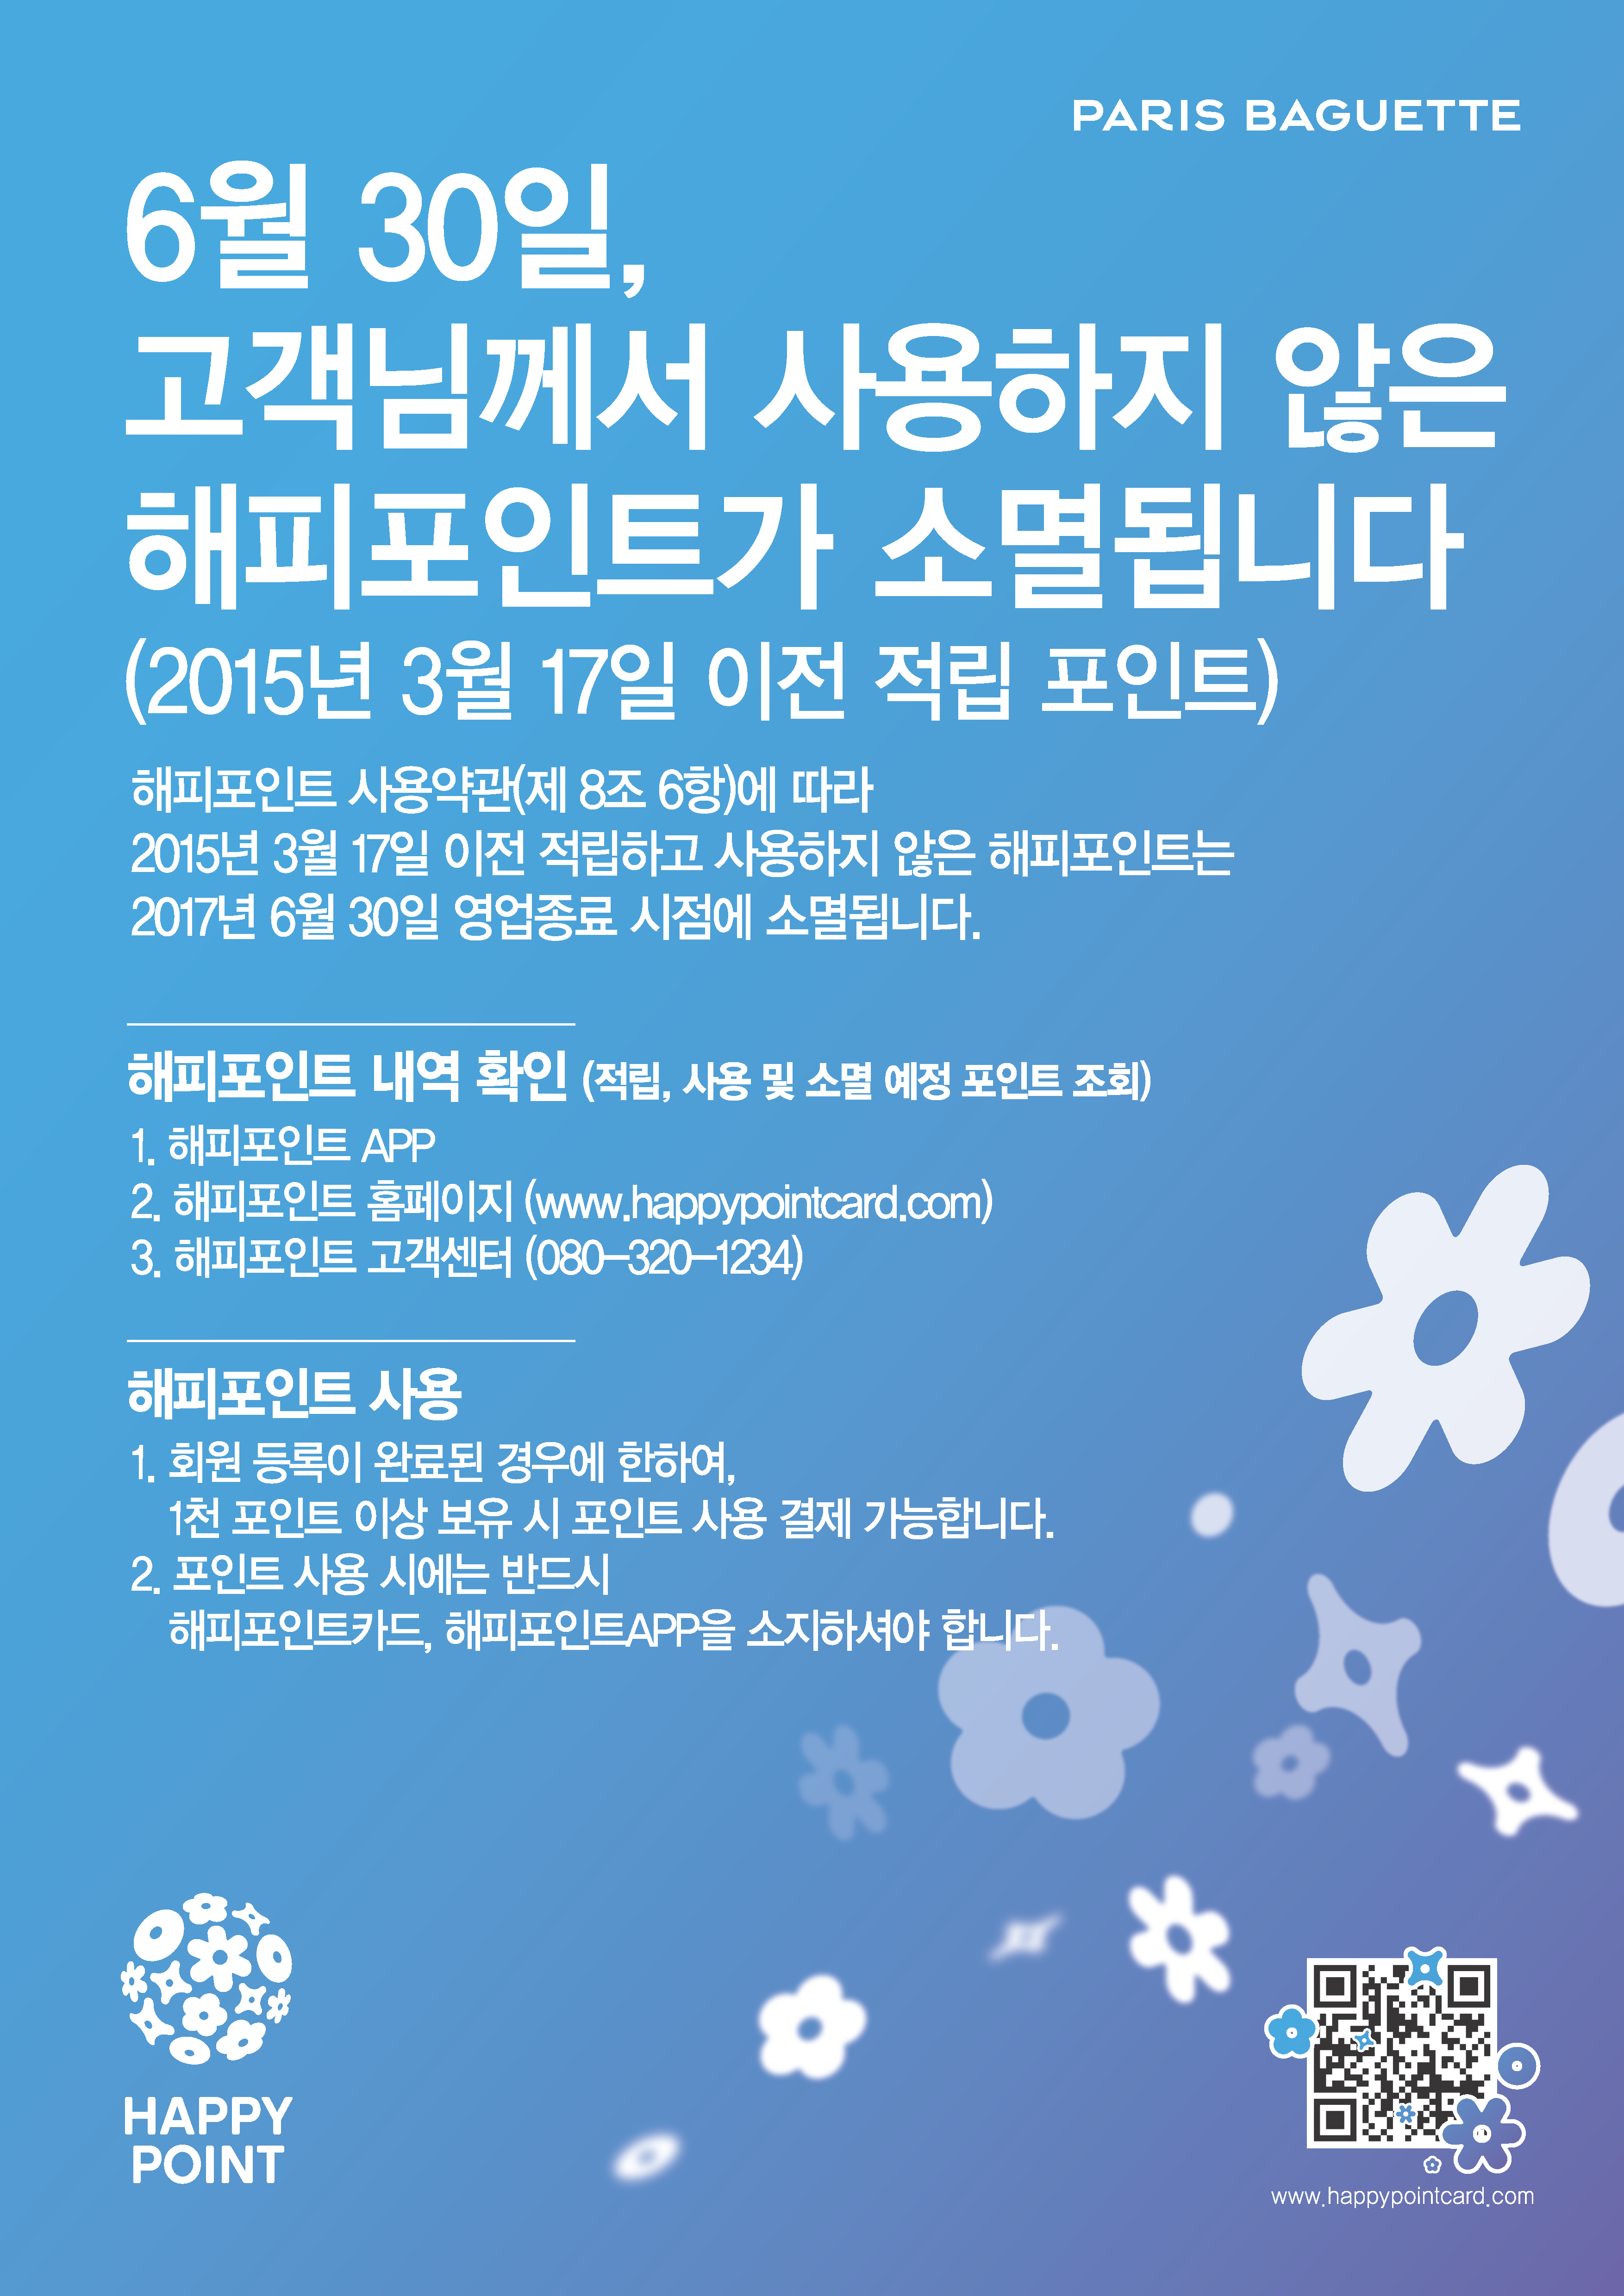 PARIS BAGUETTE
6월 30일,
고객님께서 사용하지 않은
해피포인트가 소멸됩니다
(2015년 3월 17일 이전 적립 포인트)
해피포인트 사용약관(제 8조 6항)에 따라
2015년 3월 17일 이전 적립하고 사용하지 않은 해피포인트는
2017년 6월 30일 영업종료 시점에 소멸됩니다.
해피포인트 내역 확인 (적립, 사용 및 소멸 예정 포인트 조회)
1. 해피포인트 APP
2. 해피포인트 홈페이지 (www.happypointcard.com)
3. 해피포인트 고객센터 (080-320-1234)
해피포인트 사용
1. 회원 등록이 완료된 경우에 한하여,
1천 포인트 이상 보유 시 포인트 사용 결제 가능합니다.
2. 포인트 사용 시에는 반드시
해피포인트카드, 해피포인트APP을 소지하셔야 합니다.
HAPPY
POINT
www.happypointcard.com